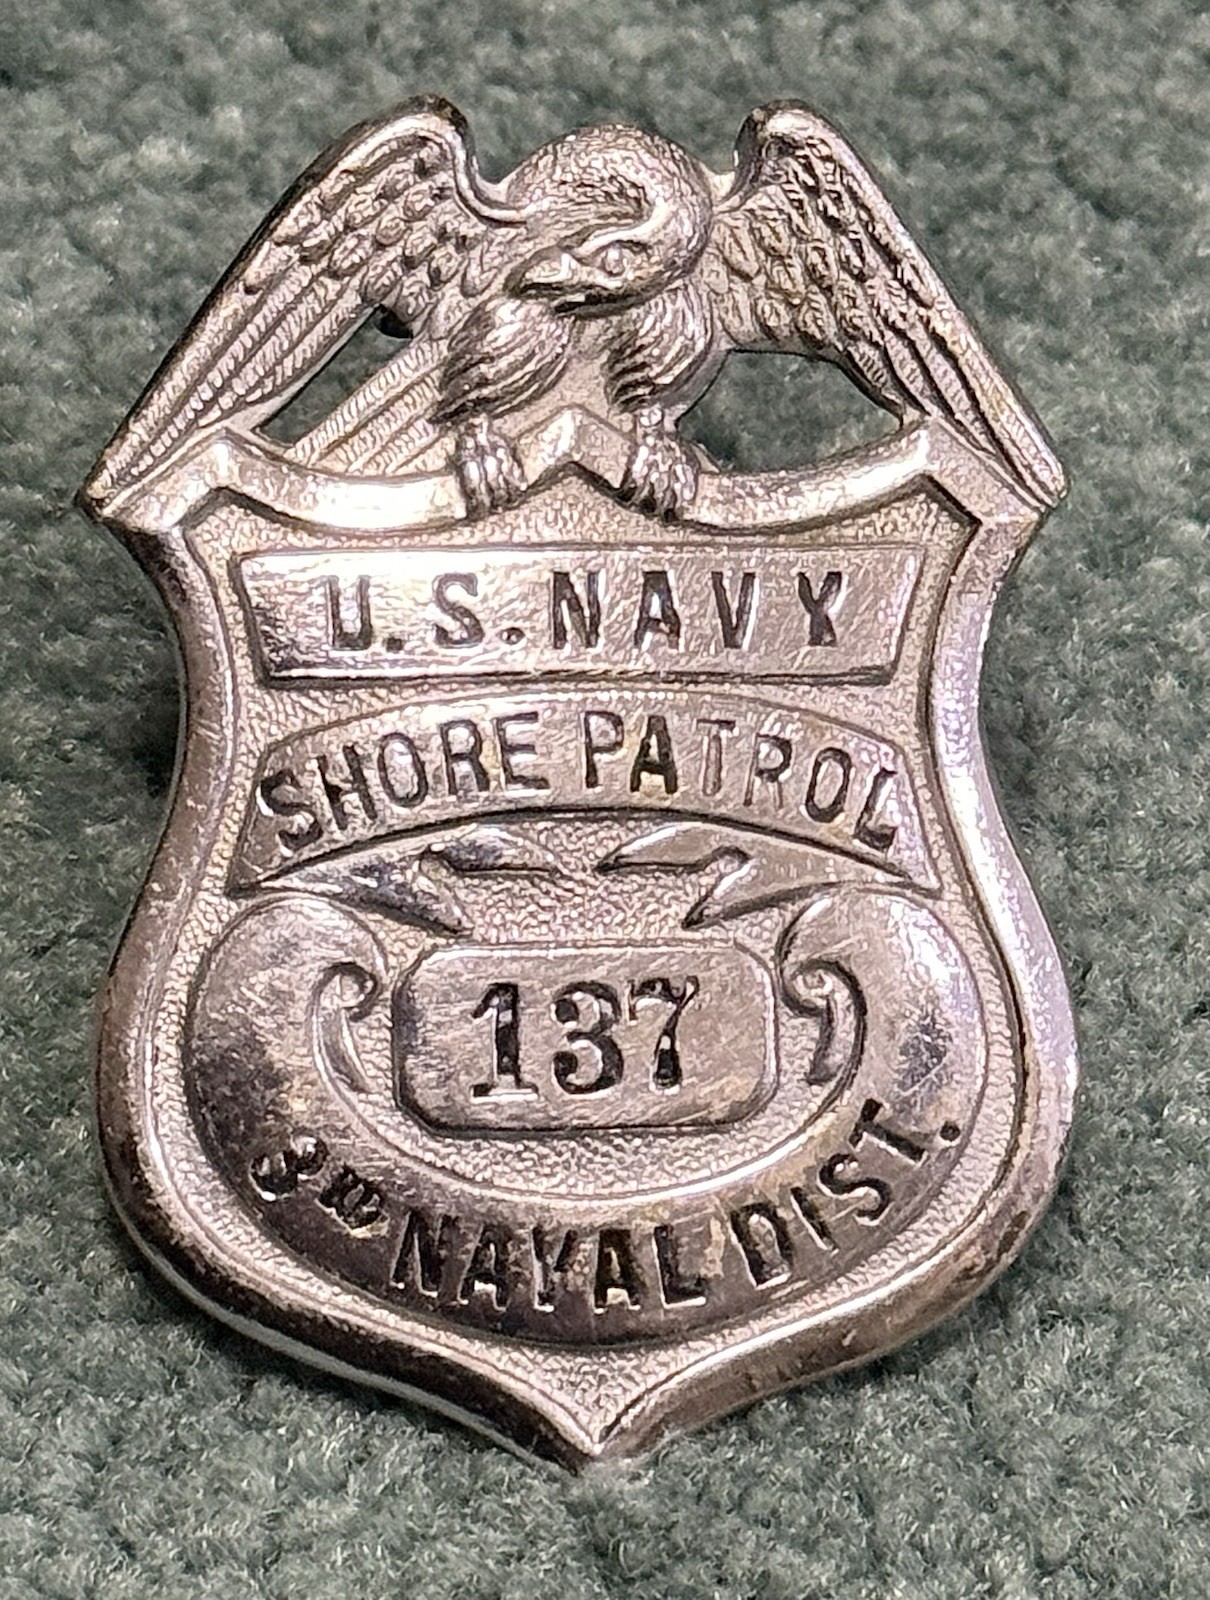 U.S. NAVY
SHORE PATROL
137
3RD NAVAL DIST.